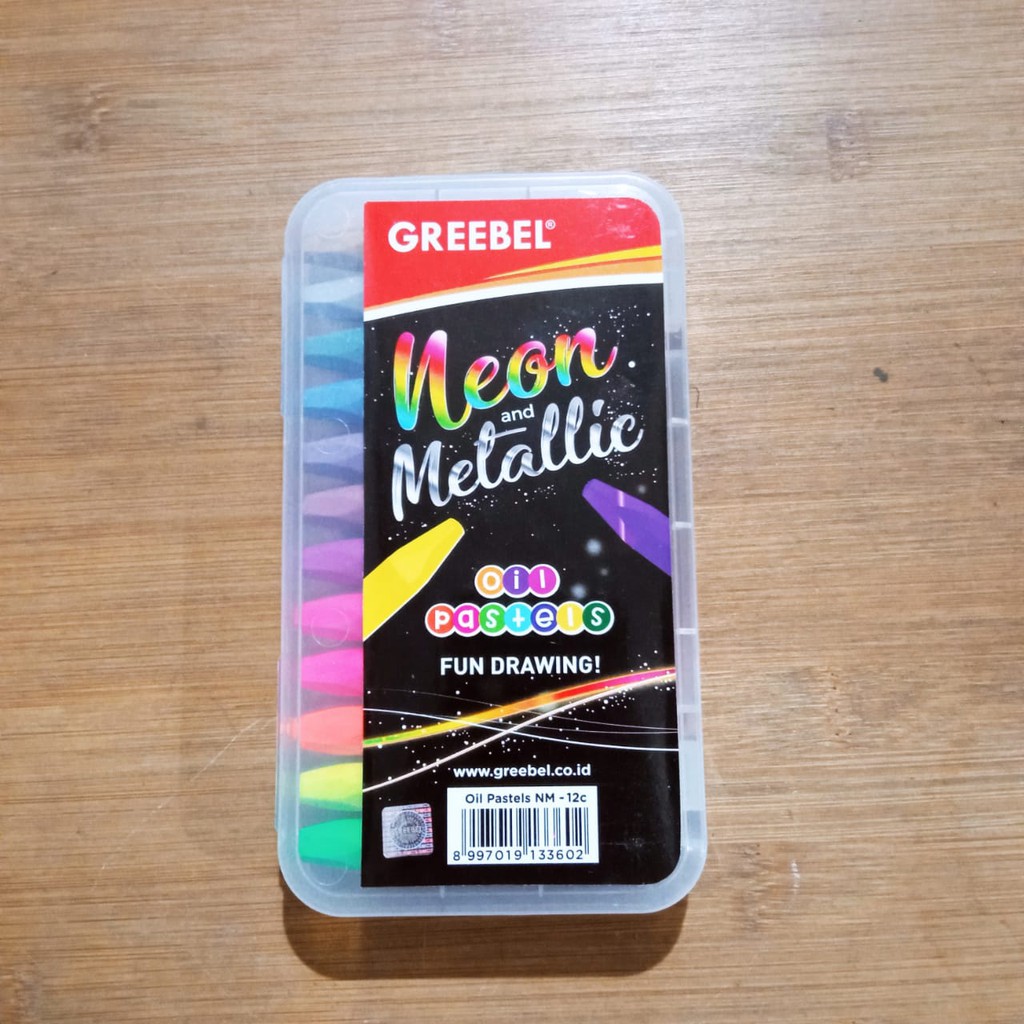 GREEBEL®
Neon
and
Metallic
oil
pastels
FUN DRAWING!
www.greebel.co.id
Oil Pastels NM - 12c
8 997019 133602